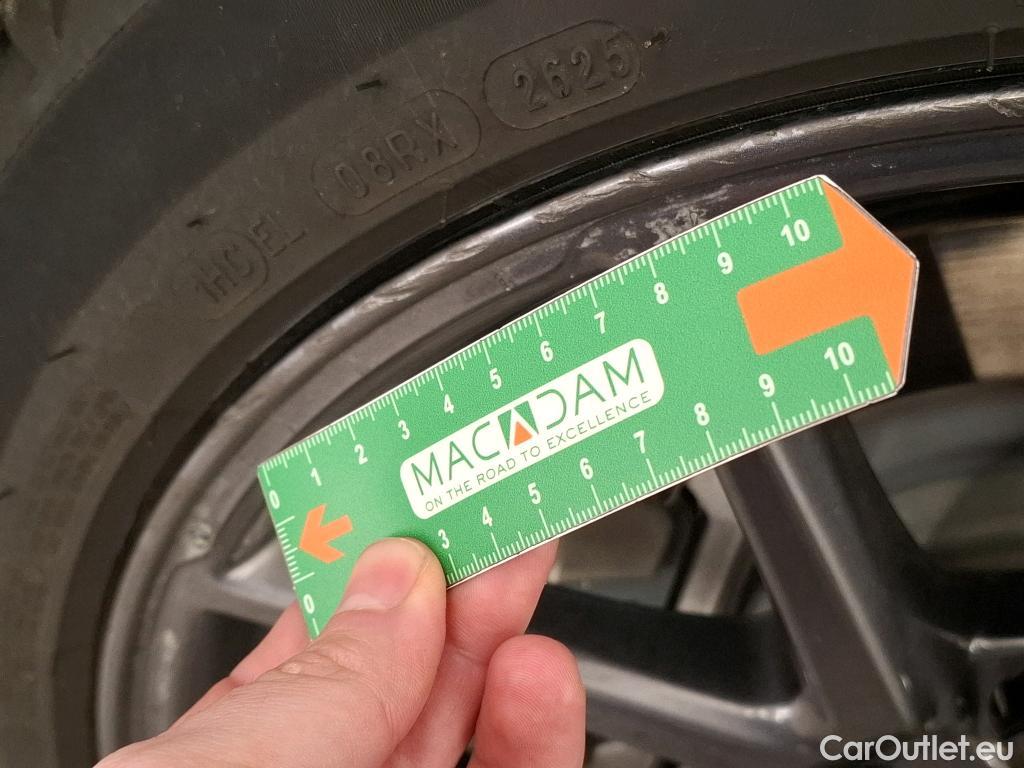 2625
08RX
1HCEL
0 1 2 3 4 5 6 7 8 9 10
MACADAM
ON THE ROAD TO EXCELLENCE
0 3 4 5 6 7 8 9 10
CarOutlet.eu